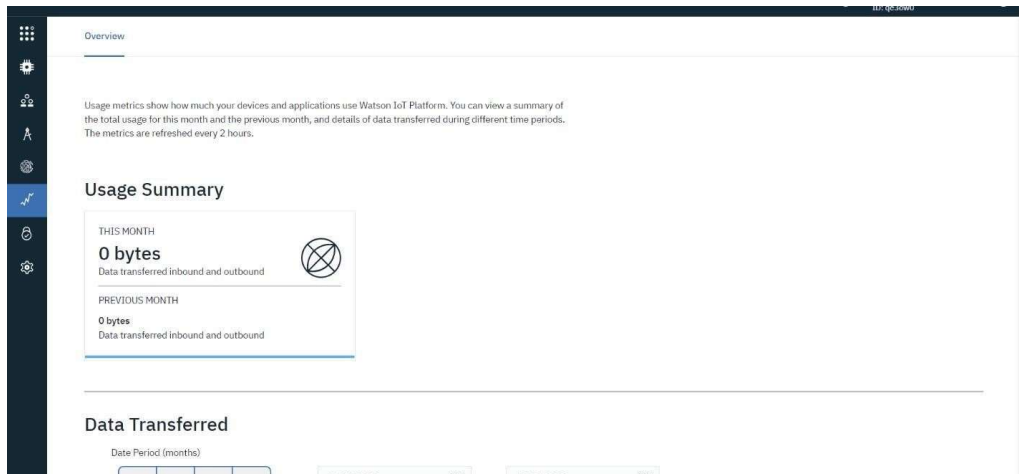 Overview
Usage metrics show how much your devices and applications use Watson IoT Platform. You can view a summary of
the total usage for this month and the previous month, and details of data transferred during different time periods.
The metrics are refreshed every 2 hours.
Usage Summary
THIS MONTH
0 bytes
Data transferred inbound and outbound
PREVIOUS MONTH
0 bytes
Data transferred inbound and outbound
Data Transferred
Date Period (months)